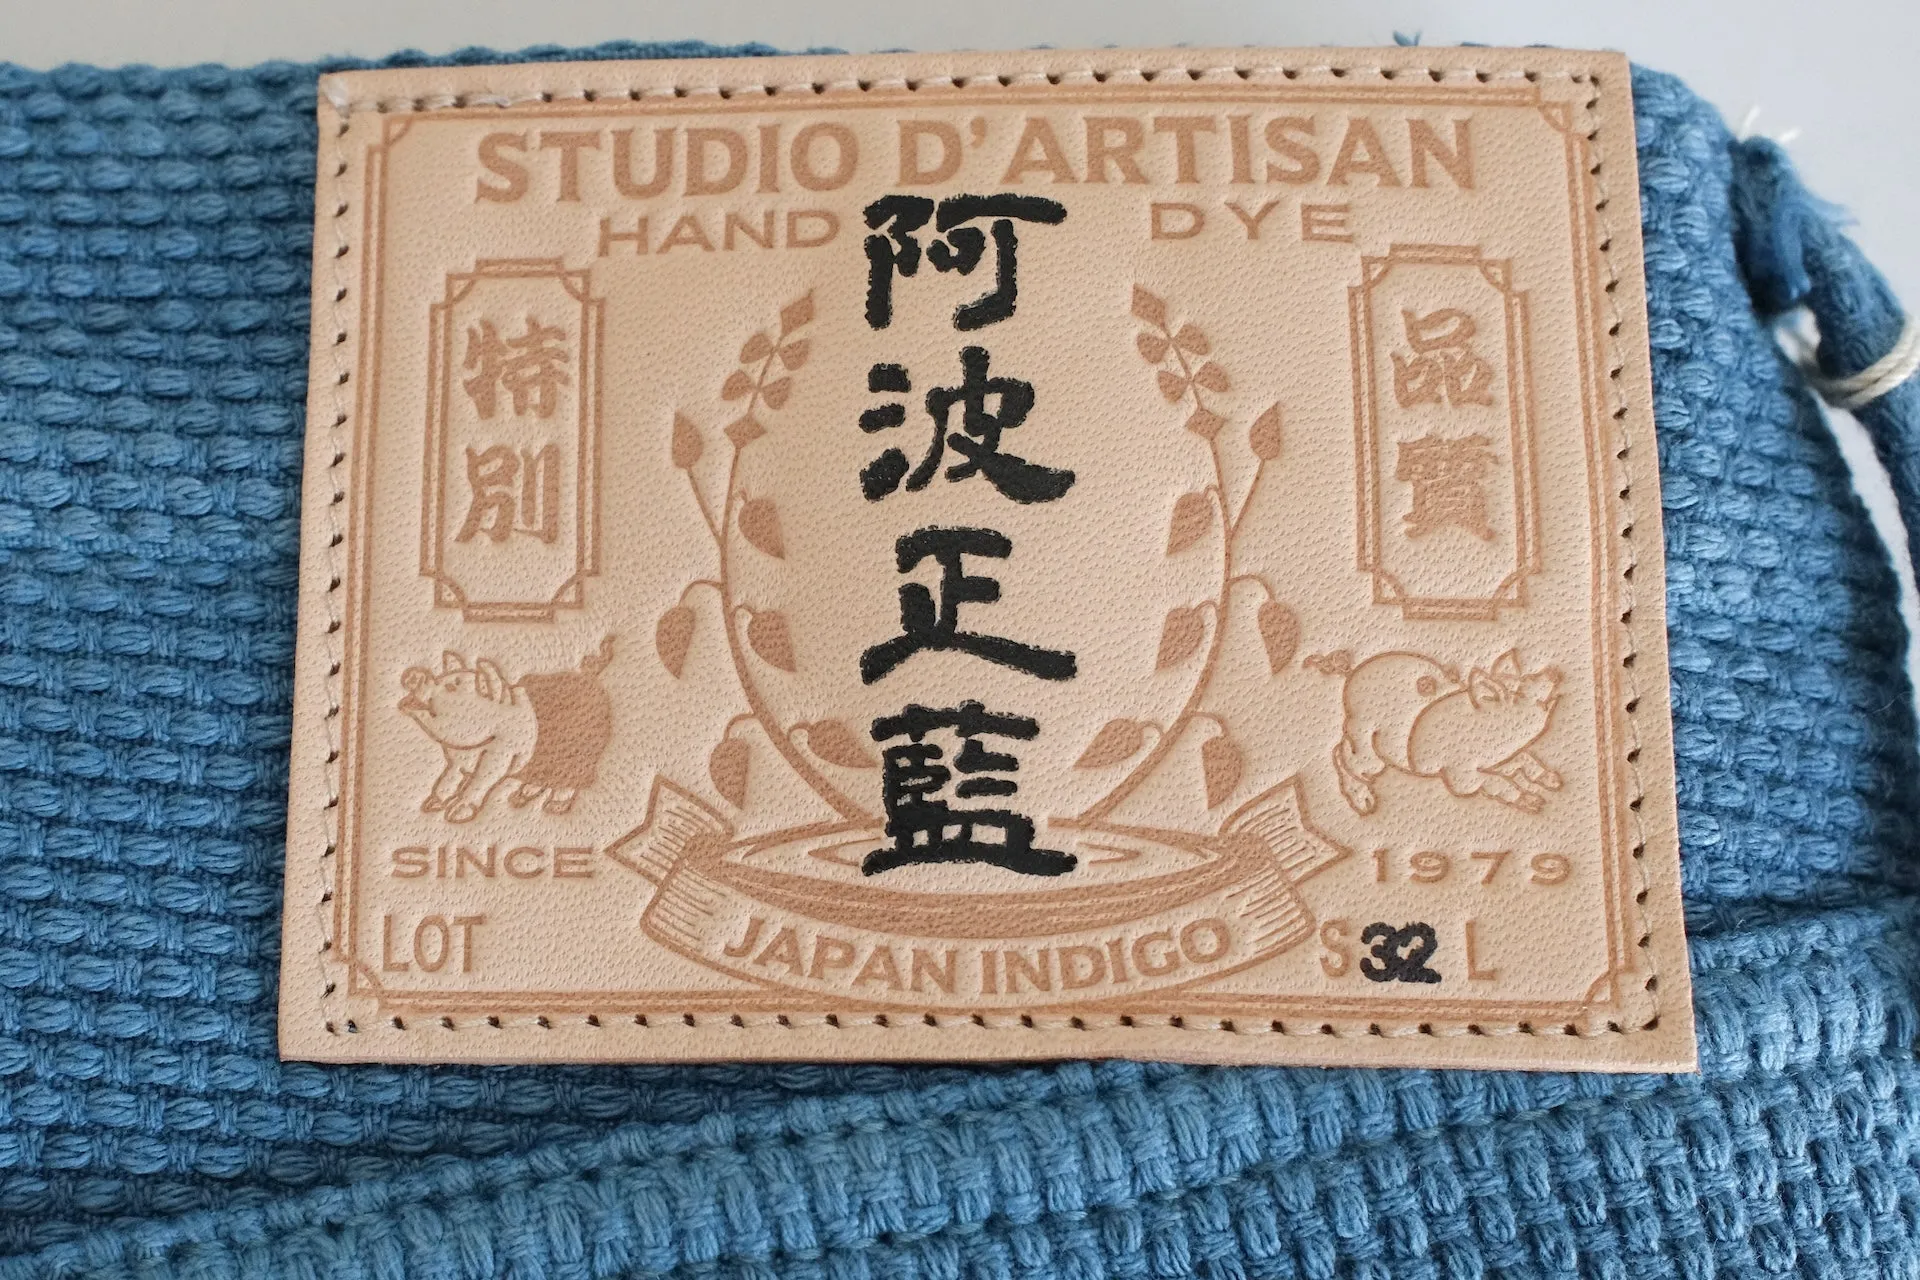 STUDIO D'ARTISAN
HAND DYE
阿波正藍
特別
品質
SINCE 1979
LOT
JAPAN INDIGO
S 32 L